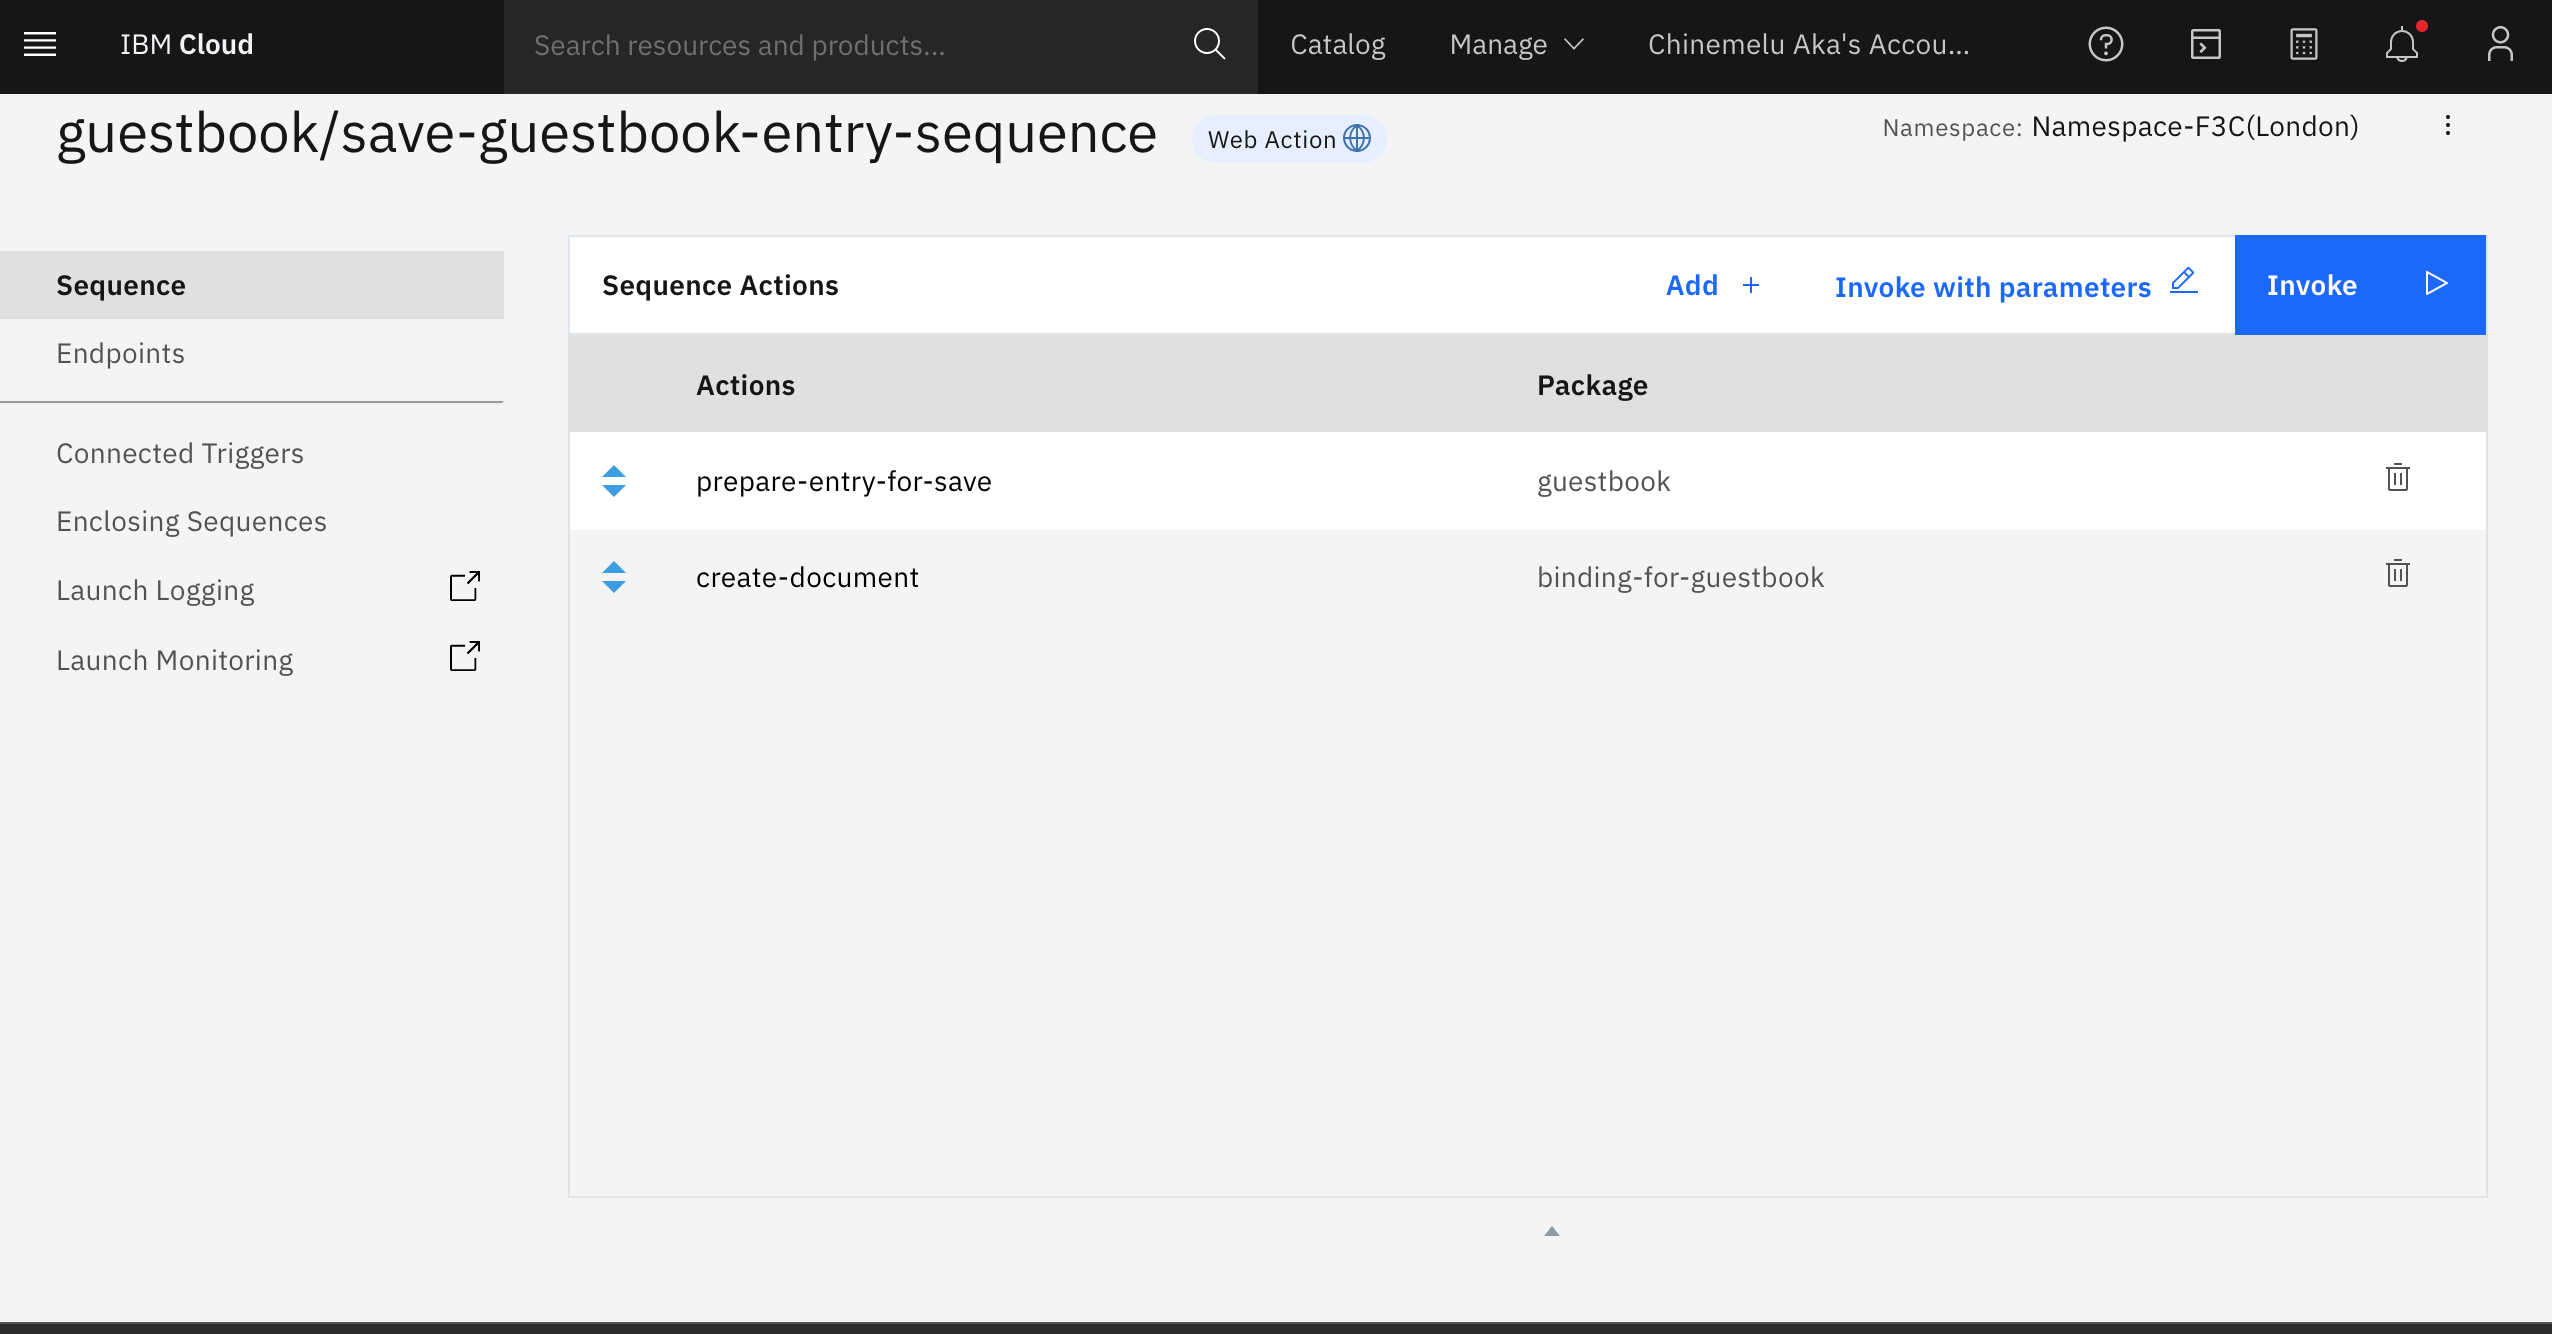 IBM Cloud
Search resources and products...
Catalog
Manage
Chinemelu Aka's Accou...
guestbook/save-guestbook-entry-sequence
Web Action
Namespace: Namespace-F3C(London)
Sequence
Endpoints
Connected Triggers
Enclosing Sequences
Launch Logging
Launch Monitoring
Sequence Actions
Add +
Invoke with parameters
Invoke
Actions Package
prepare-entry-for-save guestbook
create-document binding-for-guestbook